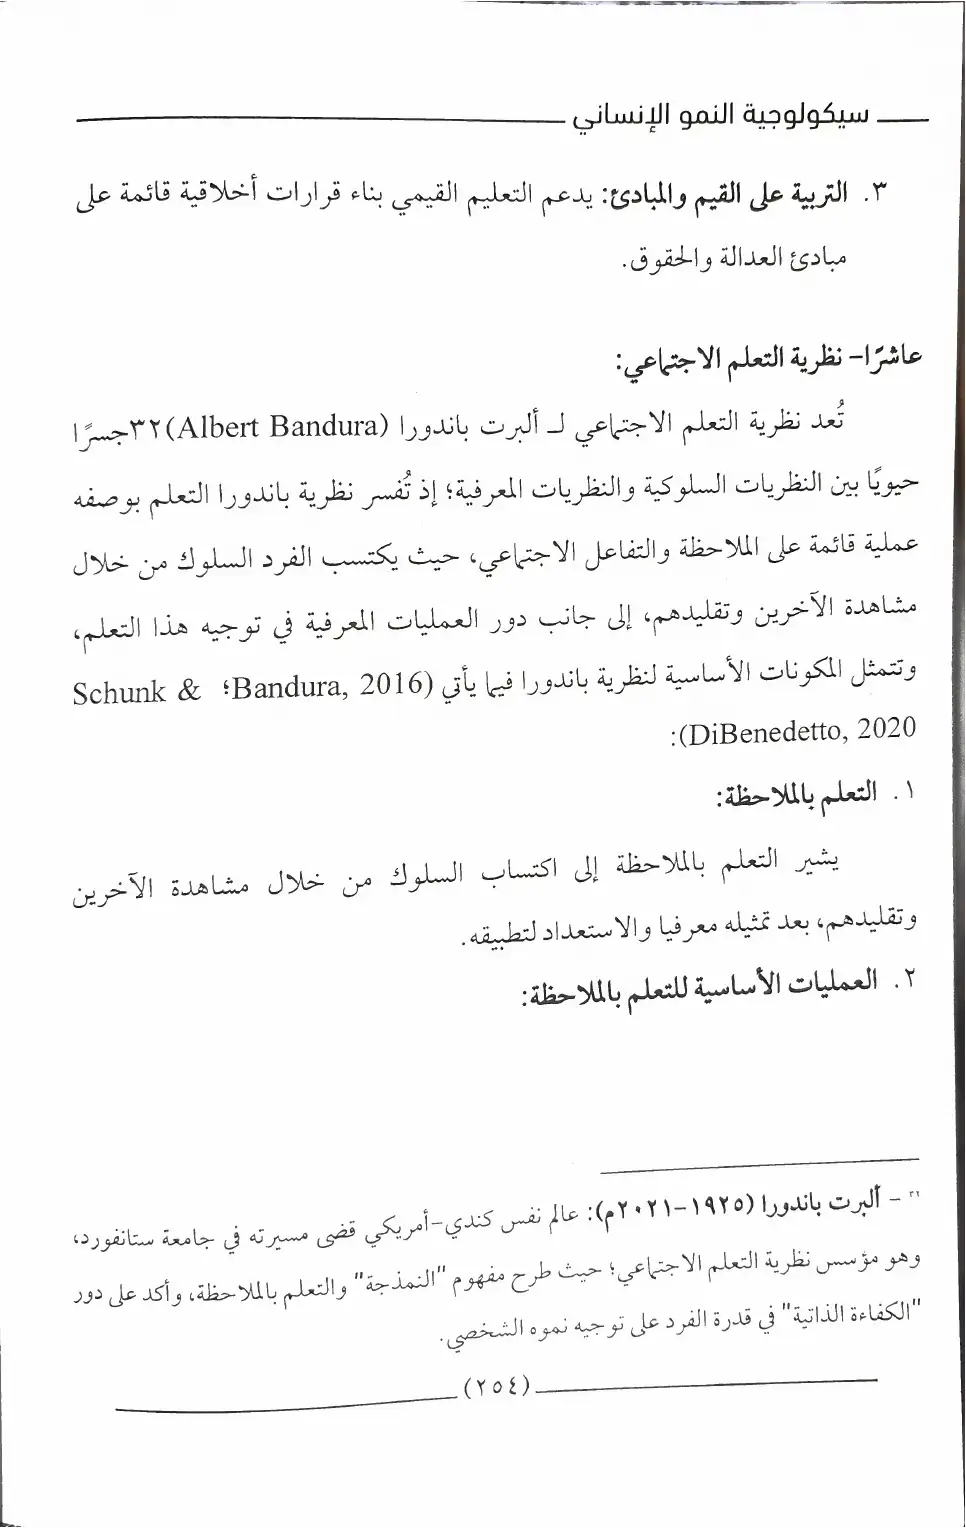 سيكولوجية النمو الإنساني
٣. التربية على القيم والمبادئ: يدعم التعليم القيمي بناء قرارات أخلاقية قائمة على
مبادئ العدالة والحقوق.
عاشرًا- نظرية التعلم الاجتماعي:
تُعد نظرية التعلم الاجتماعي لـ ألبرت باندورا (Albert Bandura)٣٢جسرًا
حيويًا بين النظريات السلوكية والنظريات المعرفية؛ إذ تُفسر نظرية باندورا التعلم بوصفه
عملية قائمة على الملاحظة والتفاعل الاجتماعي، حيث يكتسب الفرد السلوك من خلال
مشاهدة الآخرين وتقليدهم، إلى جانب دور العمليات المعرفية في توجيه هذا التعلم،
وتتمثل المكونات الأساسية لنظرية باندورا فيما يأتي (Bandura, 2016؛ Schunk &
DiBenedetto, 2020):
١. التعلم بالملاحظة:
يشير التعلم بالملاحظة إلى اكتساب السلوك من خلال مشاهدة الآخرين
وتقليدهم، بعد تمثيله معرفيا والاستعداد لتطبيقه.
٢. العمليات الأساسية للتعلم بالملاحظة:
٣٢ - ألبرت باندورا (١٩٢٥-٢٠٢١م): عالم نفس كندي-أمريكي قضى مسيرته في جامعة ستانفورد،
وهو مؤسس نظرية التعلم الاجتماعي؛ حيث طرح مفهوم "النمذجة" والتعلم بالملاحظة، وأكد على دور
"الكفاءة الذاتية" في قدرة الفرد على توجيه نموه الشخصي.
(٢٥٤)